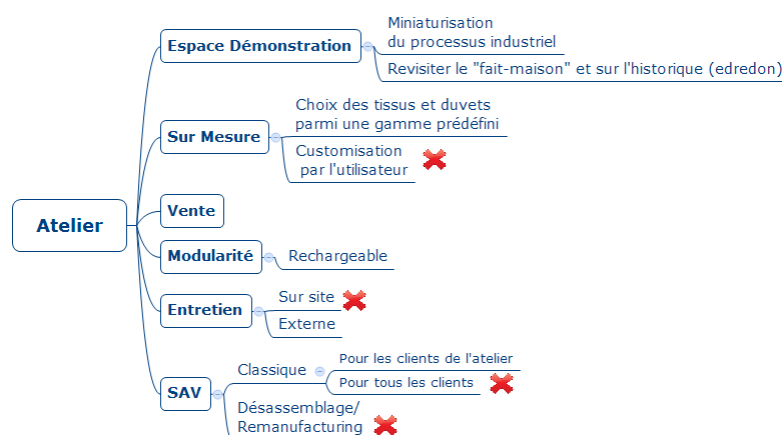 Atelier
Espace Démonstration
Miniaturisation
du processus industriel
Revisiter le "fait-maison" et sur l'historique (edredon)
Sur Mesure
Choix des tissus et duvets
parmi une gamme prédéfini
Customisation
par l'utilisateur
Vente
Modularité
Rechargeable
Entretien
Sur site
Externe
SAV
Classique
Pour les clients de l'atelier
Pour tous les clients
Désassemblage/
Remanufacturing